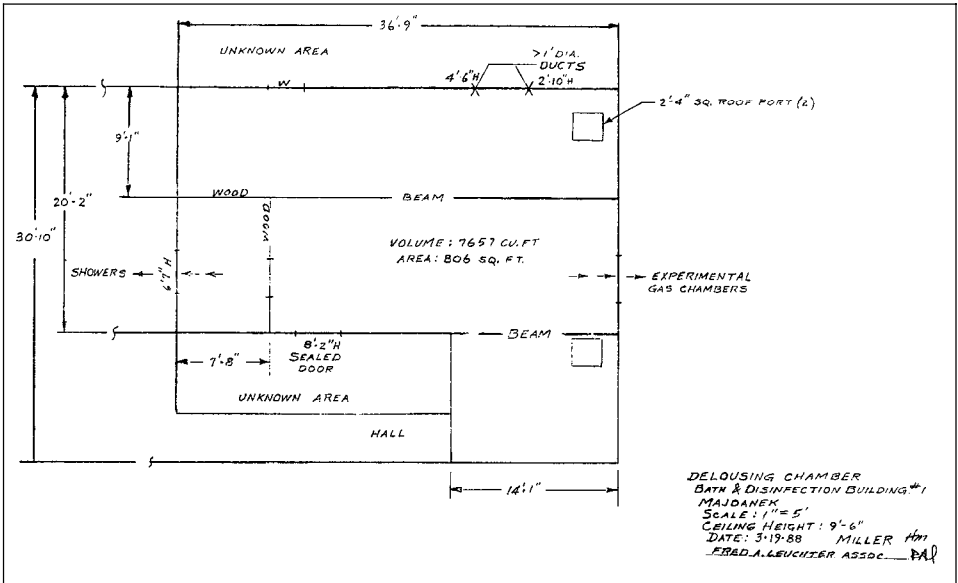 36'-9"
UNKNOWN AREA
>1' DIA.
DUCTS
4'-6"H
2'-10"H
W
2'-4" SQ. ROOF PORT (2)
9'-1"
20'-2"
30'-10"
WOOD
BEAM
DOOR
VOLUME : 7657 CU. FT
AREA : 806 SQ. FT.
SHOWERS
6'-7" H
EXPERIMENTAL
GAS CHAMBERS
BEAM
8'-2"H
SEALED
DOOR
7'-8"
UNKNOWN AREA
HALL
14'-1"
DELOUSING CHAMBER
BATH & DISINFECTION BUILDING #1
MAJDANEK
SCALE : 1" = 5'
CEILING HEIGHT : 9'-6"
DATE : 3-19-88 MILLER HM
FRED A. LEUCHTER ASSOC.